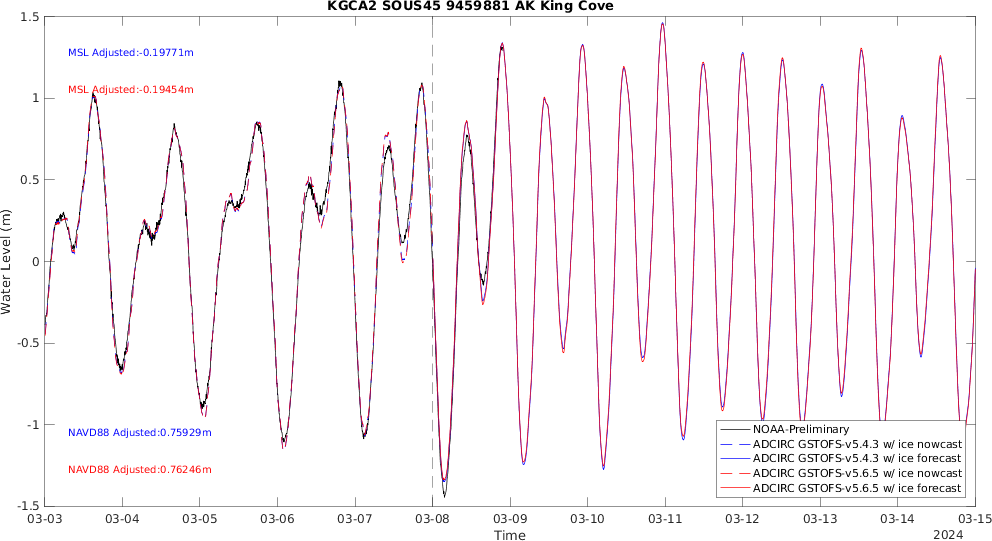 KGCA2 SOUS45 9459881 AK King Cove
MSL Adjusted:-0.19771m
MSL Adjusted:-0.19454m
NAVD88 Adjusted:0.75929m
NAVD88 Adjusted:0.76246m
Water Level (m)
1.5
1
0.5
0
-0.5
-1
-1.5
NOAA-Preliminary
ADCIRC GSTOFS-v5.4.3 w/ ice nowcast
ADCIRC GSTOFS-v5.4.3 w/ ice forecast
ADCIRC GSTOFS-v5.6.5 w/ ice nowcast
ADCIRC GSTOFS-v5.6.5 w/ ice forecast
03-03 03-04 03-05 03-06 03-07 03-08 03-09 03-10 03-11 03-12 03-13 03-14 03-15
Time
2024